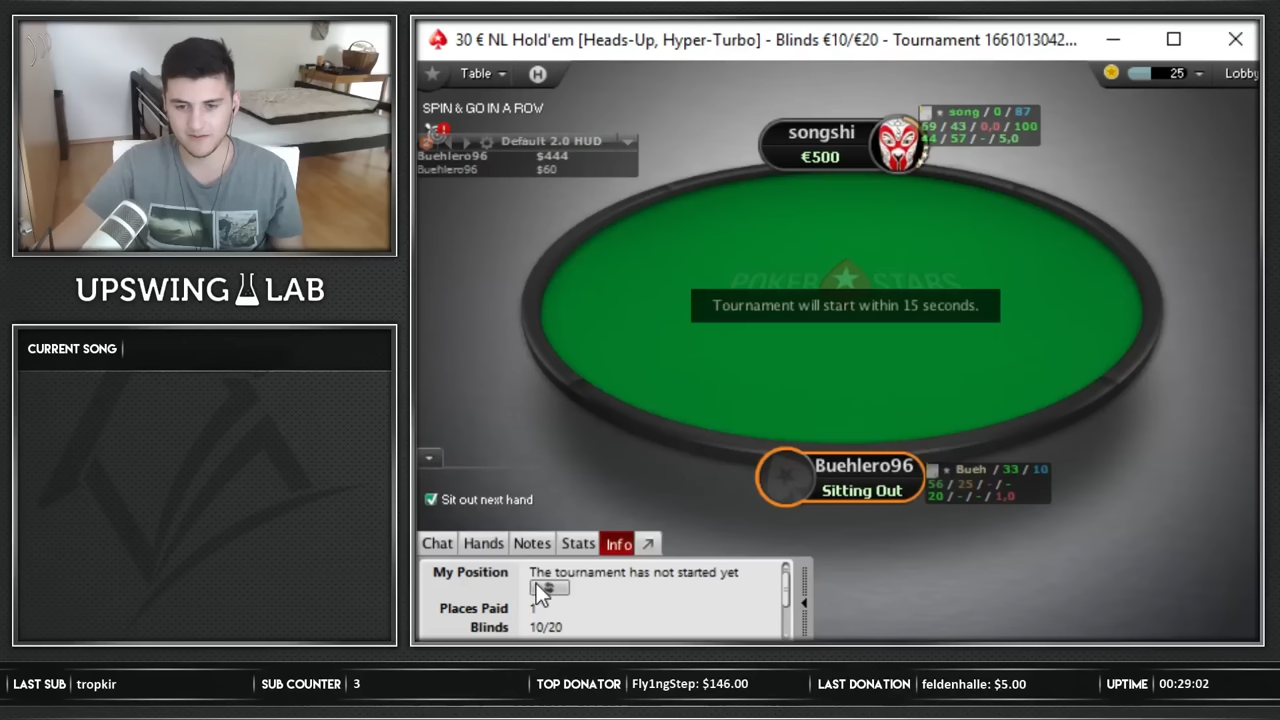 30 € NL Hold'em [Heads-Up, Hyper-Turbo] - Blinds €10/€20 - Tournament 1661013042...
Table
H
25
Lobby
SPIN & GO IN A ROW
Default 2.0 HUD
Buehlero96 $444
Buehlero96 $60
songshi
€500
song / 0 / 87
59 / 43 / 0,0 / 100
44 / 57 / - / 5,0
POKER STARS
Tournament will start within 15 seconds.
UPSWING LAB
CURRENT SONG
Buehlero96
Sitting Out
Bueh / 33 / 10
56 / 25 / - / -
20 / - / - / 1,0
Sit out next hand
Chat Hands Notes Stats Info
My Position The tournament has not started yet
Places Paid 1
Blinds 10/20
LAST SUB tropkir
SUB COUNTER 3
TOP DONATOR Fly1ngStep: $146.00
LAST DONATION feldenhalle: $5.00
UPTIME 00:29:02